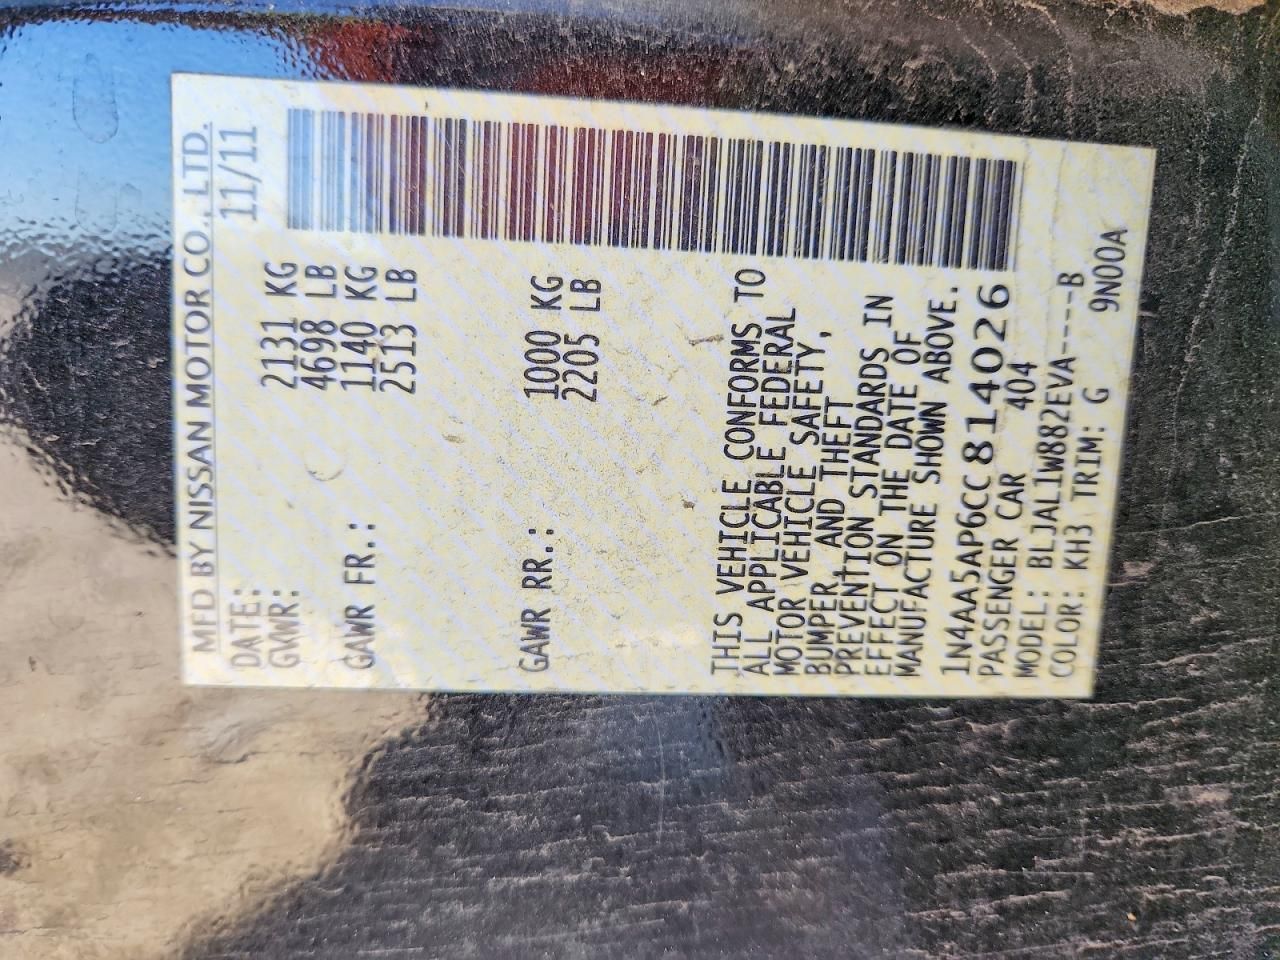 MFD BY NISSAN MOTOR CO., LTD.
DATE: 11/11
GVWR: 2131 KG
4698 LB
GAWR FR.: 1140 KG
2513 LB
GAWR RR.: 1000 KG
2205 LB
THIS VEHICLE CONFORMS TO
ALL APPLICABLE FEDERAL
MOTOR VEHICLE SAFETY,
BUMPER, AND THEFT
PREVENTION STANDARDS IN
EFFECT ON THE DATE OF
MANUFACTURE SHOWN ABOVE.
1N4AA5AP6CC814026
PASSENGER CAR 404
MODEL: BLJAL1W882EVA----B
COLOR: KH3 TRIM: G 9N00A